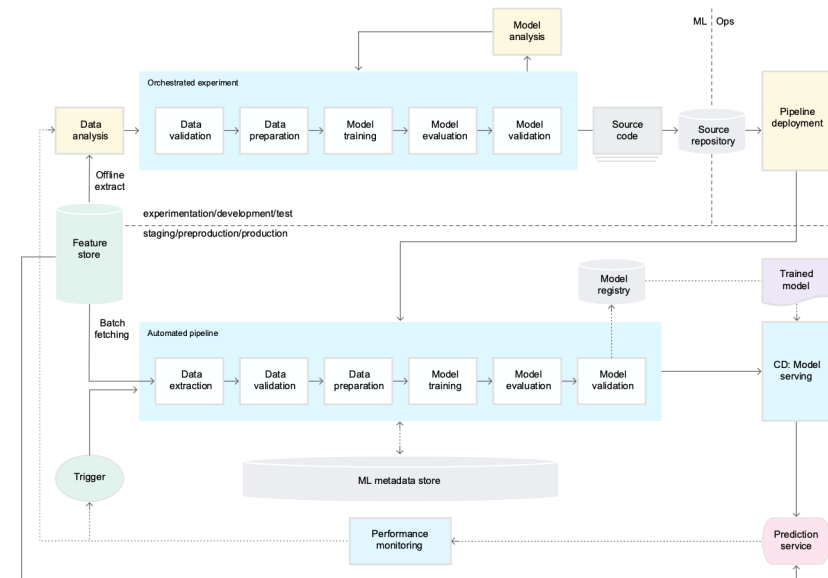 Model
analysis
ML
Ops
Orchestrated experiment
Data
analysis
Data
validation
Data
preparation
Model
training
Model
evaluation
Model
validation
Source
code
Source
repository
Pipeline
deployment
Offline
extract
experimentation/development/test
staging/preproduction/production
Feature
store
Model
registry
Trained
model
Batch
fetching
Automated pipeline
Data
extraction
Data
validation
Data
preparation
Model
training
Model
evaluation
Model
validation
CD: Model
serving
Trigger
ML metadata store
Performance
monitoring
Prediction
service